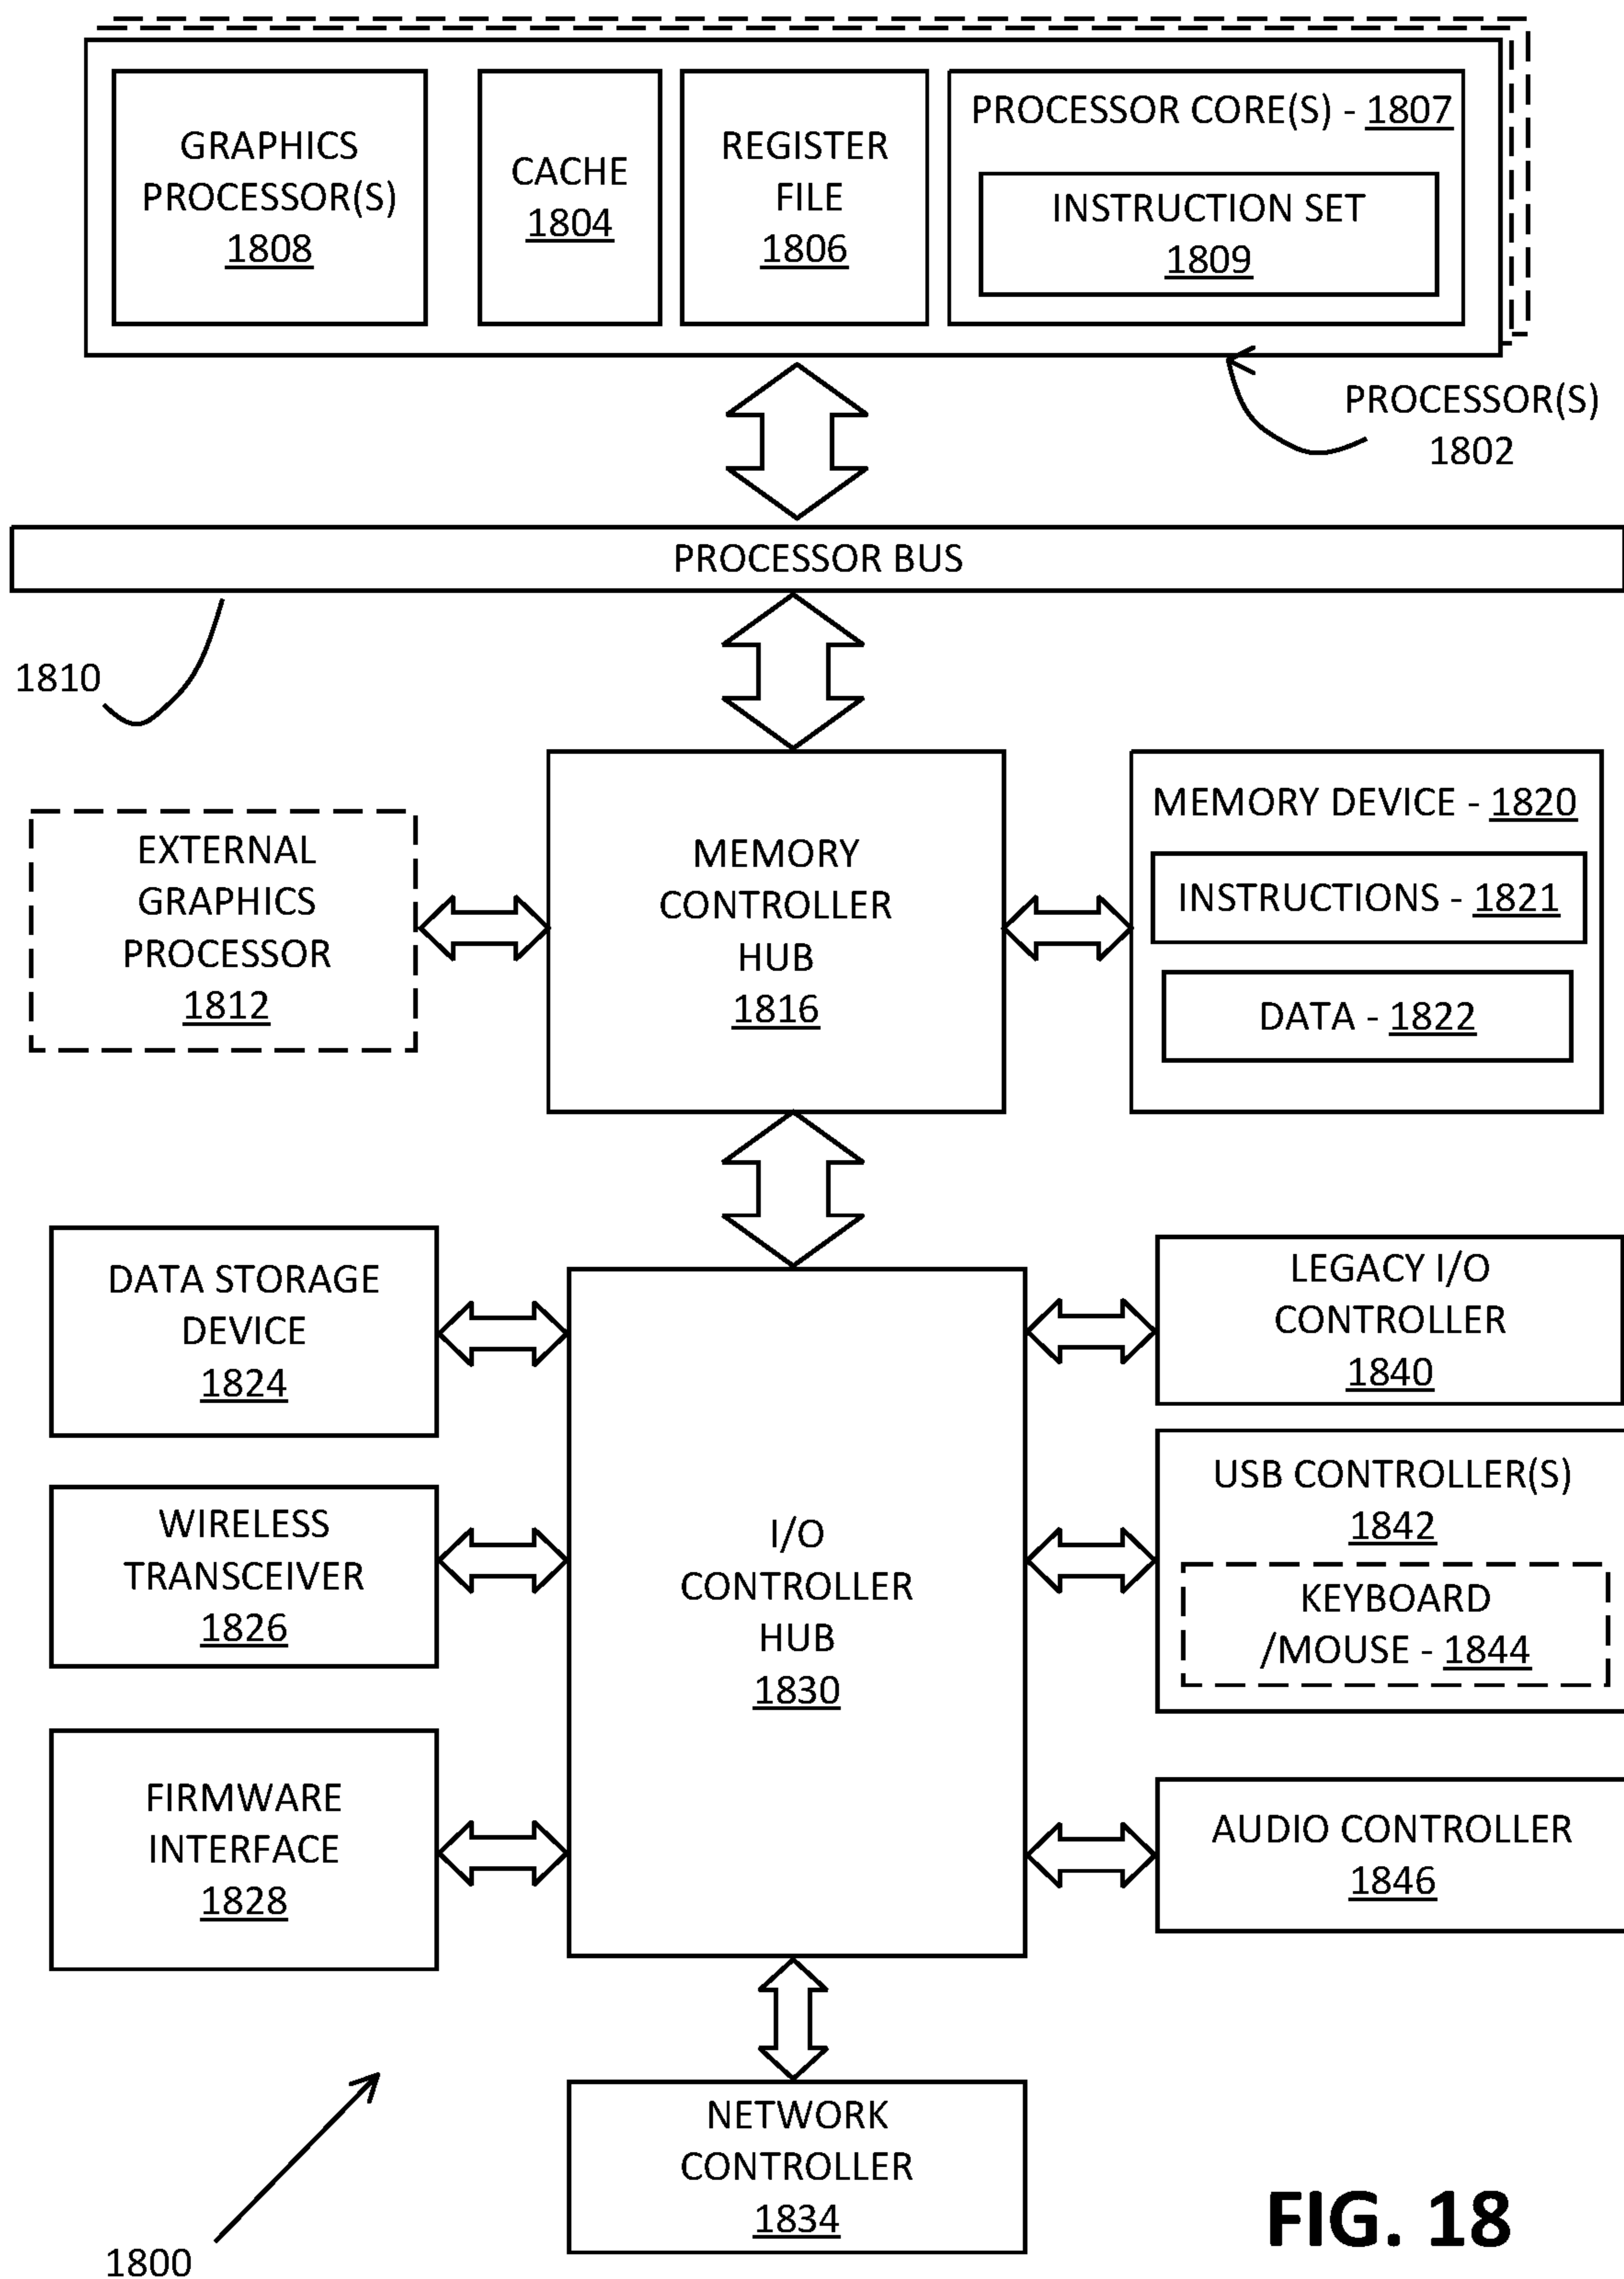 GRAPHICS
PROCESSOR(S)
1808
CACHE
1804
REGISTER
FILE
1806
PROCESSOR CORE(S) - 1807
INSTRUCTION SET
1809
PROCESSOR(S)
1802
PROCESSOR BUS
1810
EXTERNAL
GRAPHICS
PROCESSOR
1812
MEMORY
CONTROLLER
HUB
1816
MEMORY DEVICE - 1820
INSTRUCTIONS - 1821
DATA - 1822
DATA STORAGE
DEVICE
1824
WIRELESS
TRANSCEIVER
1826
FIRMWARE
INTERFACE
1828
I/O
CONTROLLER
HUB
1830
LEGACY I/O
CONTROLLER
1840
USB CONTROLLER(S)
1842
KEYBOARD
/MOUSE - 1844
AUDIO CONTROLLER
1846
NETWORK
CONTROLLER
1834
1800
FIG. 18